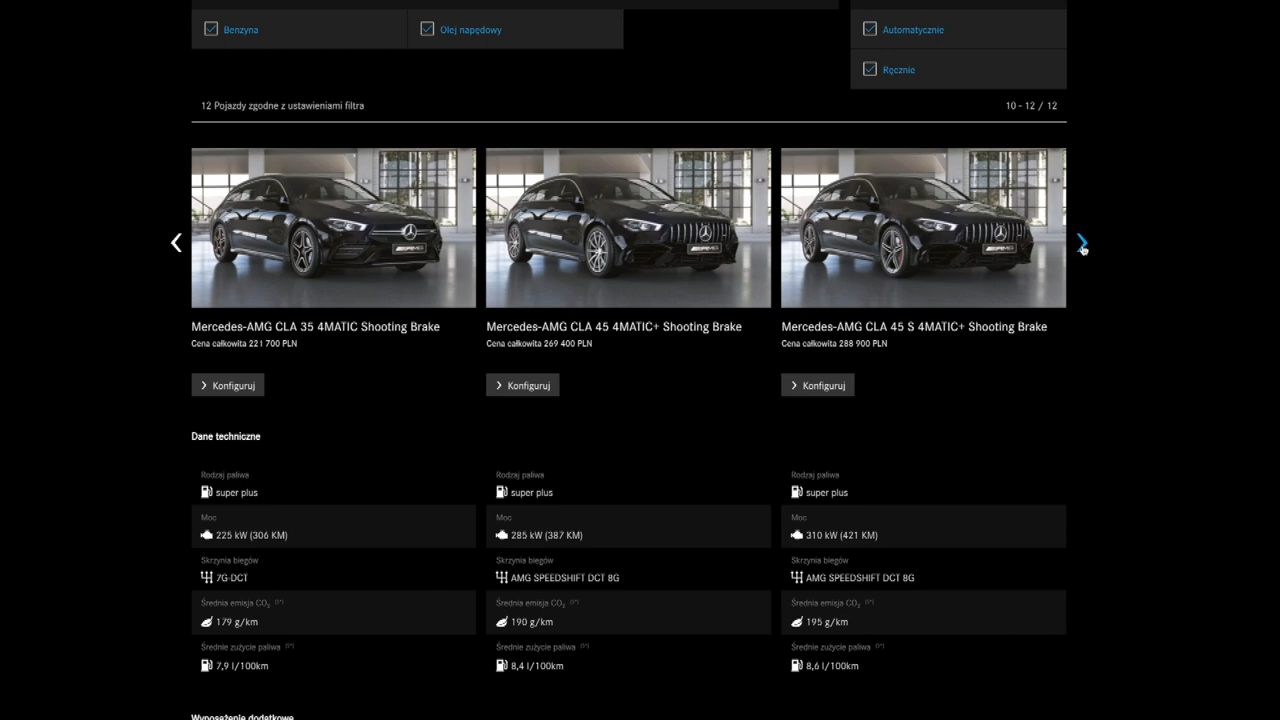 Benzyna
Olej napędowy
Automatycznie
Ręcznie
12 Pojazdy zgodne z ustawieniami filtra
10 - 12 / 12
Mercedes-AMG CLA 35 4MATIC Shooting Brake
Cena całkowita 221 700 PLN
Konfiguruj
Mercedes-AMG CLA 45 4MATIC+ Shooting Brake
Cena całkowita 269 400 PLN
Konfiguruj
Mercedes-AMG CLA 45 S 4MATIC+ Shooting Brake
Cena całkowita 288 900 PLN
Konfiguruj
Dane techniczne
Rodzaj paliwa
super plus
Moc
225 kW (306 KM)
Skrzynia biegów
7G-DCT
Średnia emisja CO₂
179 g/km
Średnie zużycie paliwa
7,9 l/100km
Rodzaj paliwa
super plus
Moc
285 kW (387 KM)
Skrzynia biegów
AMG SPEEDSHIFT DCT 8G
Średnia emisja CO₂
190 g/km
Średnie zużycie paliwa
8,4 l/100km
Rodzaj paliwa
super plus
Moc
310 kW (421 KM)
Skrzynia biegów
AMG SPEEDSHIFT DCT 8G
Średnia emisja CO₂
195 g/km
Średnie zużycie paliwa
8,6 l/100km
Wyposażenie dodatkowe